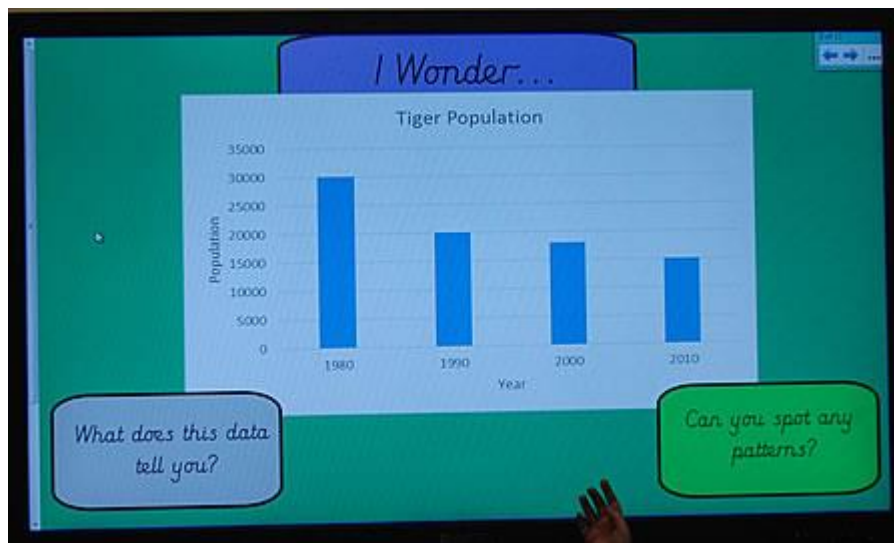 I Wonder...
Tiger Population
35000
30000
25000
20000
15000
10000
5000
0
Population
1980 1990 2000 2010
Year
What does this data
tell you?
Can you spot any
patterns?